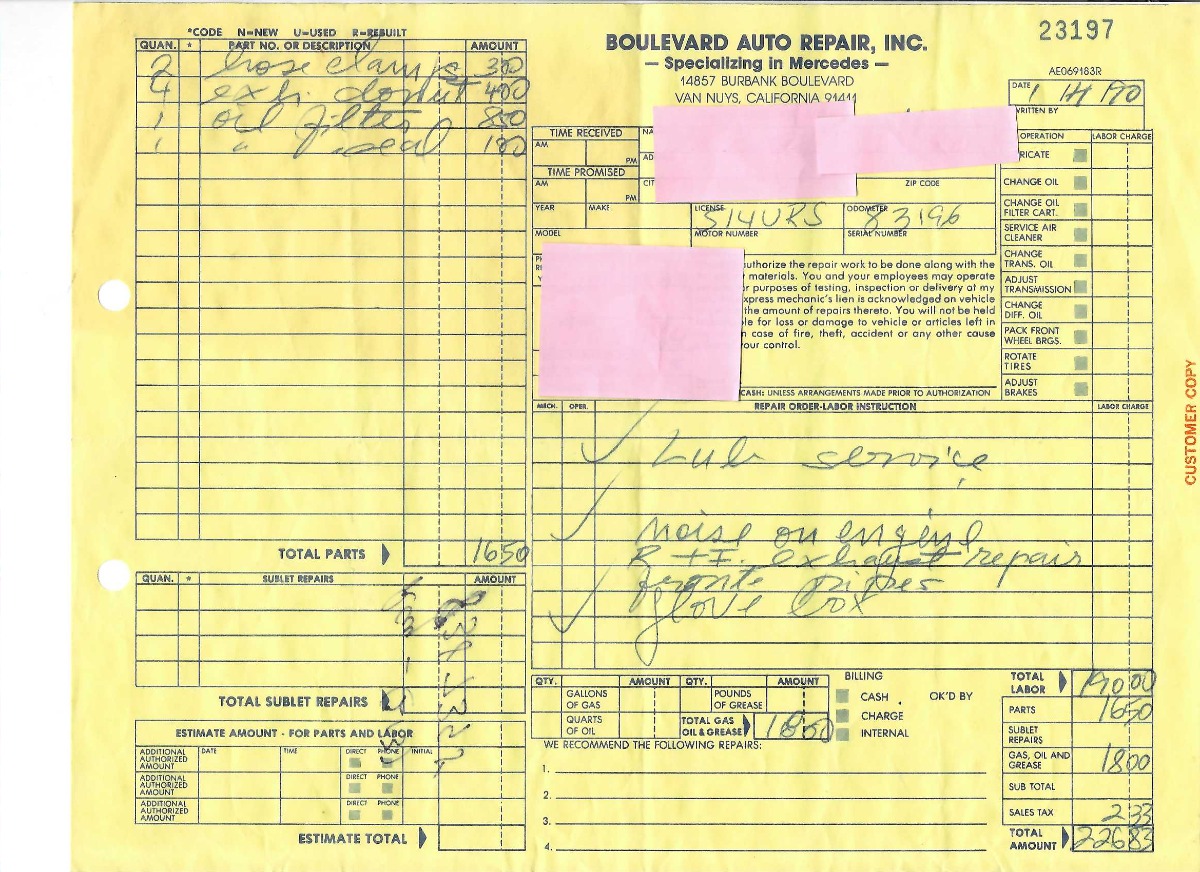 *CODE N=NEW U=USED R=REBUILT
QUAN. * PART NO. OR DESCRIPTION AMOUNT
2 hose clamps 300
4 exh. donut 400
1 oil filter 850
1 " seal 100
TOTAL PARTS 1650
QUAN. * SUBLET REPAIRS AMOUNT
TOTAL SUBLET REPAIRS
ESTIMATE AMOUNT - FOR PARTS AND LABOR
ADDITIONAL AUTHORIZED AMOUNT DATE TIME DIRECT PHONE INITIAL
ADDITIONAL AUTHORIZED AMOUNT DIRECT PHONE
ADDITIONAL AUTHORIZED AMOUNT DIRECT PHONE
ESTIMATE TOTAL
BOULEVARD AUTO REPAIR, INC.
— Specializing in Mercedes —
14857 BURBANK BOULEVARD
VAN NUYS, CALIFORNIA 91411
23197
AE069183R
DATE
WRITTEN BY
TIME RECEIVED NA
AM PM AD
TIME PROMISED
AM PM CIT ZIP CODE
YEAR MAKE LICENSE 514URS ODOMETER 83196
MODEL MOTOR NUMBER SERIAL NUMBER
uthorize the repair work to be done along with the
materials. You and your employees may operate
r purposes of testing, inspection or delivery at my
xpress mechanic's lien is acknowledged on vehicle
the amount of repairs thereto. You will not be held
le for loss or damage to vehicle or articles left in
n case of fire, theft, accident or any other cause
our control.
CASH: UNLESS ARRANGEMENTS MADE PRIOR TO AUTHORIZATION
OPERATION LABOR CHARGE
RICATE
CHANGE OIL
CHANGE OIL FILTER CART.
SERVICE AIR CLEANER
CHANGE TRANS. OIL
ADJUST TRANSMISSION
CHANGE DIFF. OIL
PACK FRONT WHEEL BRGS.
ROTATE TIRES
ADJUST BRAKES
MECH. OPER. REPAIR ORDER-LABOR INSTRUCTION LABOR CHARGE
Lub service
noise on engine
R + I. exhaust repair
fronte pipes
glove box
QTY. AMOUNT QTY. AMOUNT
GALLONS OF GAS POUNDS OF GREASE
QUARTS OF OIL TOTAL GAS OIL & GREASE 1850
BILLING
CASH OK'D BY
CHARGE
INTERNAL
WE RECOMMEND THE FOLLOWING REPAIRS:
1.
2.
3.
4.
TOTAL LABOR 19000
PARTS 1650
SUBLET REPAIRS
GAS, OIL AND GREASE 1800
SUB TOTAL
SALES TAX 233
TOTAL AMOUNT 22683
CUSTOMER COPY